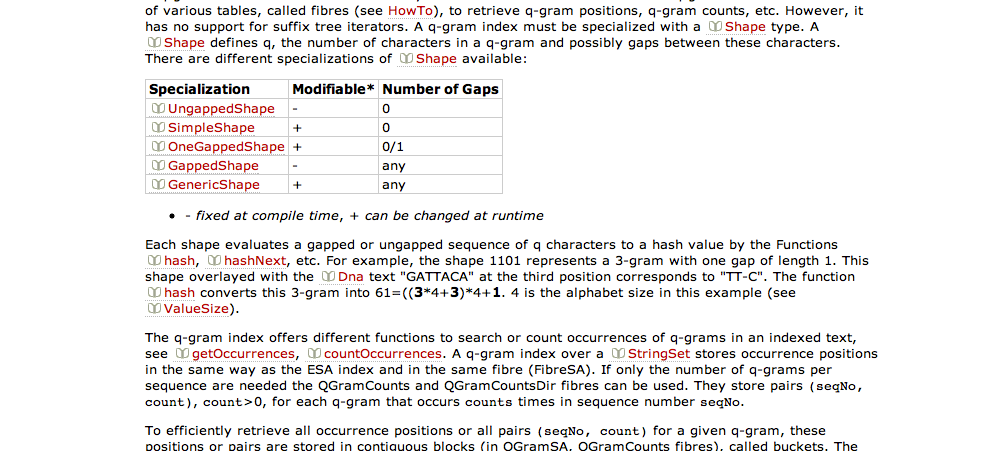 of various tables, called fibres (see HowTo), to retrieve q-gram positions, q-gram counts, etc. However, it
has no support for suffix tree iterators. A q-gram index must be specialized with a Shape type. A
Shape defines q, the number of characters in a q-gram and possibly gaps between these characters.
There are different specializations of Shape available:
Specialization Modifiable* Number of Gaps
UngappedShape - 0
SimpleShape + 0
OneGappedShape + 0/1
GappedShape - any
GenericShape + any
• - fixed at compile time, + can be changed at runtime
Each shape evaluates a gapped or ungapped sequence of q characters to a hash value by the Functions
hash, hashNext, etc. For example, the shape 1101 represents a 3-gram with one gap of length 1. This
shape overlayed with the Dna text "GATTACA" at the third position corresponds to "TT-C". The function
hash converts this 3-gram into 61=((3*4+3)*4+1. 4 is the alphabet size in this example (see
ValueSize).
The q-gram index offers different functions to search or count occurrences of q-grams in an indexed text,
see getOccurrences, countOccurrences. A q-gram index over a StringSet stores occurrence positions
in the same way as the ESA index and in the same fibre (FibreSA). If only the number of q-grams per
sequence are needed the QGramCounts and QGramCountsDir fibres can be used. They store pairs (seqNo,
count), count>0, for each q-gram that occurs counts times in sequence number seqNo.
To efficiently retrieve all occurrence positions or all pairs (seqNo, count) for a given q-gram, these
positions or pairs are stored in contiguous blocks (in QGramSA, QGramCounts fibres), called buckets. The